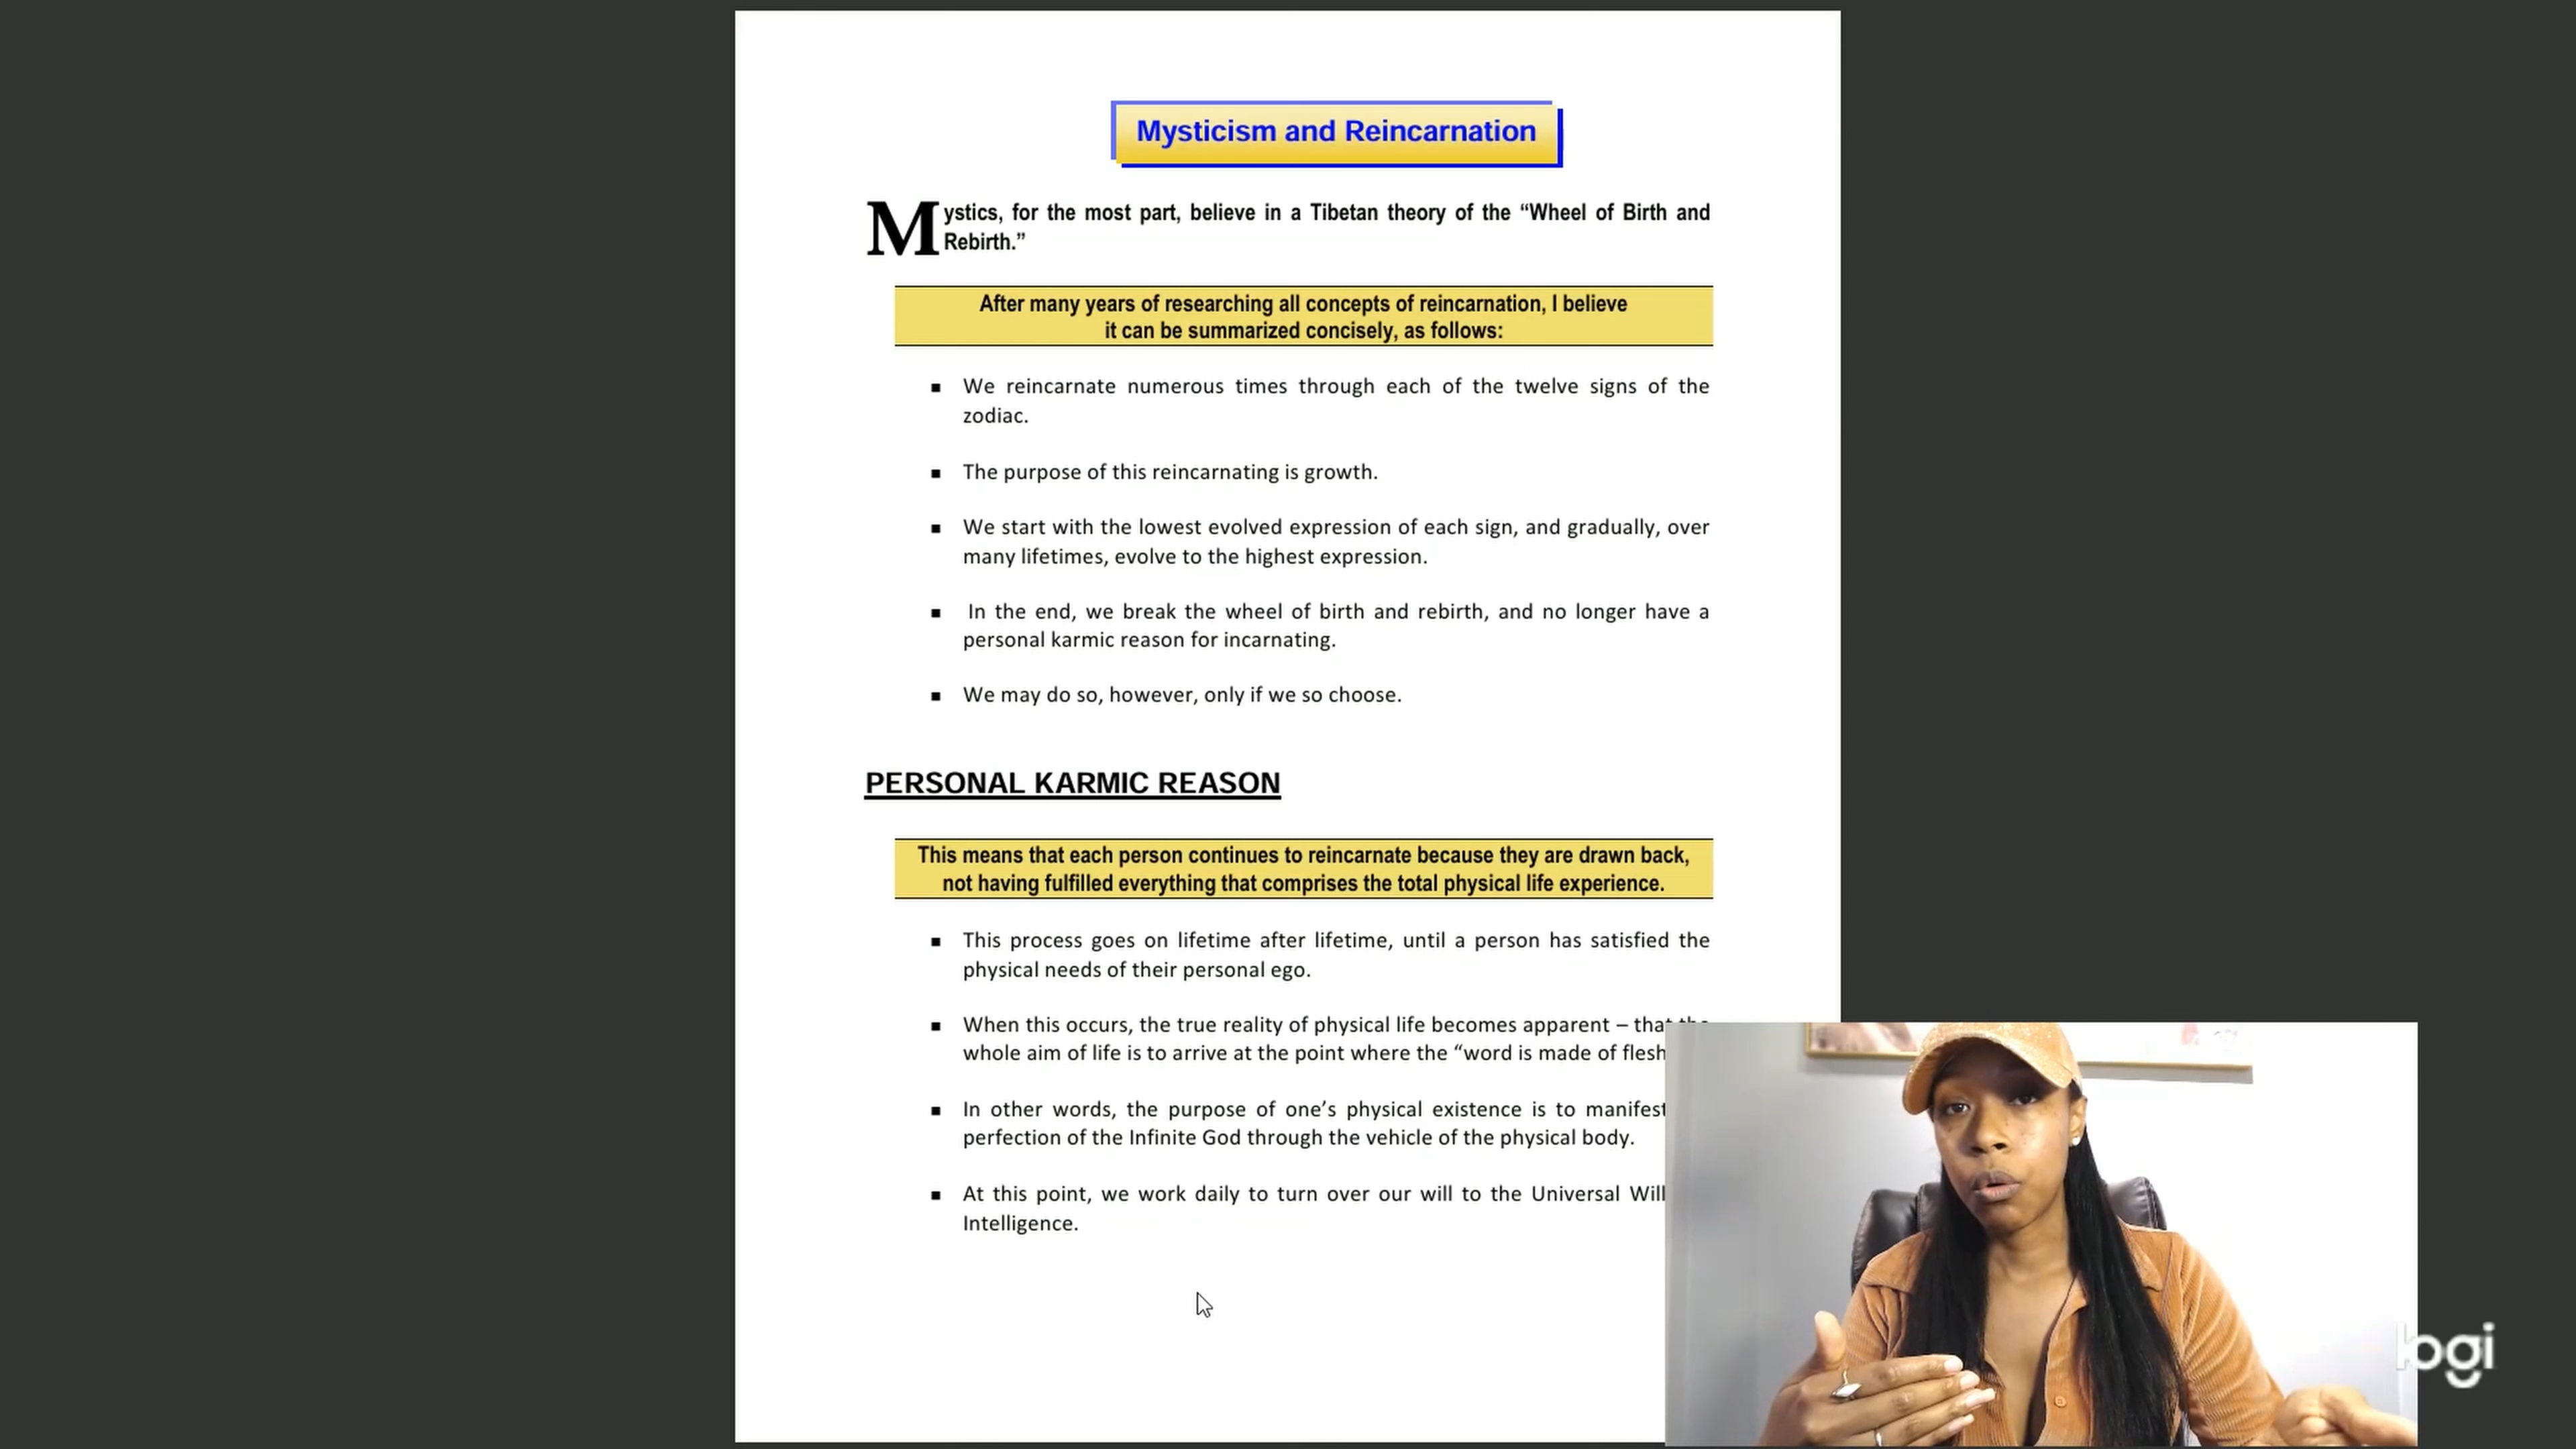 Mysticism and Reincarnation
Mystics, for the most part, believe in a Tibetan theory of the “Wheel of Birth and
Rebirth.”
After many years of researching all concepts of reincarnation, I believe
it can be summarized concisely, as follows:
▪ We reincarnate numerous times through each of the twelve signs of the
zodiac.
▪ The purpose of this reincarnating is growth.
▪ We start with the lowest evolved expression of each sign, and gradually, over
many lifetimes, evolve to the highest expression.
▪ In the end, we break the wheel of birth and rebirth, and no longer have a
personal karmic reason for incarnating.
▪ We may do so, however, only if we so choose.
PERSONAL KARMIC REASON
This means that each person continues to reincarnate because they are drawn back,
not having fulfilled everything that comprises the total physical life experience.
▪ This process goes on lifetime after lifetime, until a person has satisfied the
physical needs of their personal ego.
▪ When this occurs, the true reality of physical life becomes apparent – that the
whole aim of life is to arrive at the point where the “word is made of flesh
▪ In other words, the purpose of one’s physical existence is to manifest
perfection of the Infinite God through the vehicle of the physical body.
▪ At this point, we work daily to turn over our will to the Universal Will
Intelligence.
logi